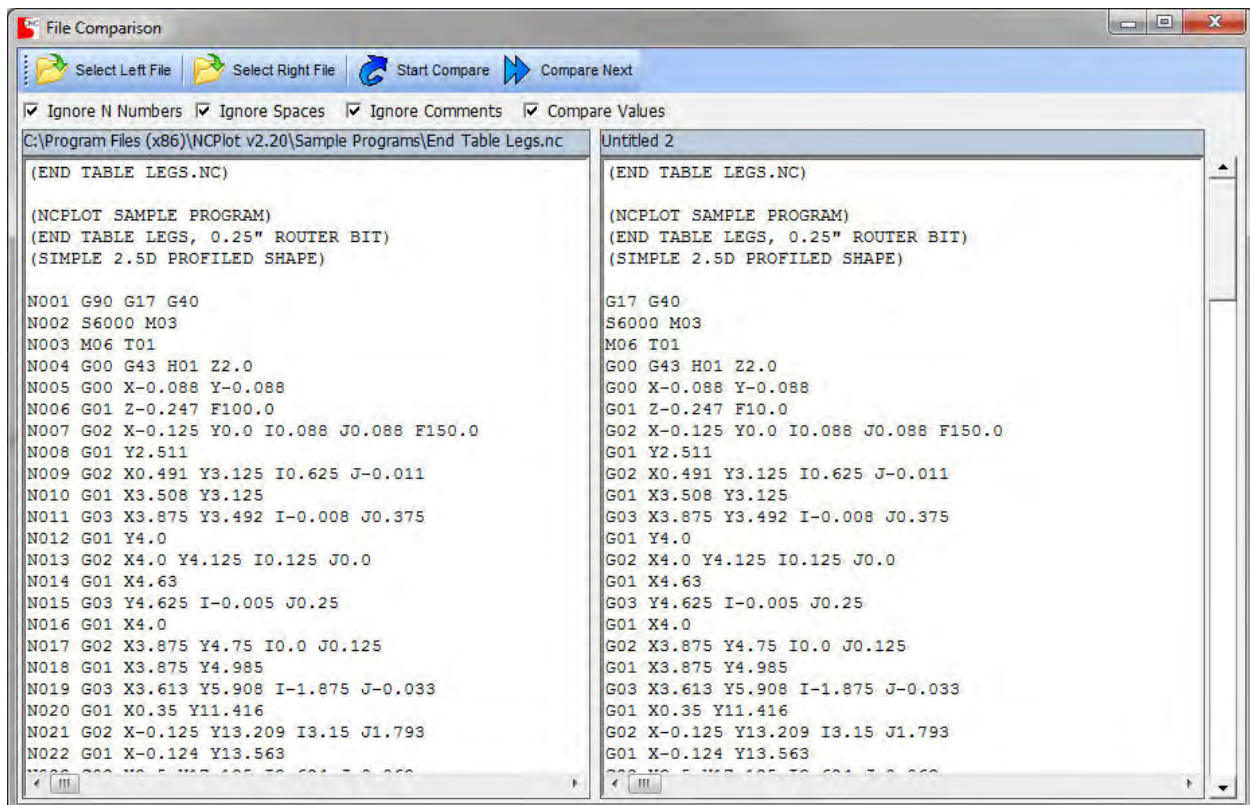 CNC
File Comparison
Select Left File
Select Right File
Start Compare
Compare Next
Ignore N Numbers
Ignore Spaces
Ignore Comments
Compare Values
C:\Program Files (x86)\NCPlot v2.20\Sample Programs\End Table Legs.nc
(END TABLE LEGS.NC)
(NCPLOT SAMPLE PROGRAM)
(END TABLE LEGS, 0.25" ROUTER BIT)
(SIMPLE 2.5D PROFILED SHAPE)
N001 G90 G17 G40
N002 S6000 M03
N003 M06 T01
N004 G00 G43 H01 Z2.0
N005 G00 X-0.088 Y-0.088
N006 G01 Z-0.247 F100.0
N007 G02 X-0.125 Y0.0 I0.088 J0.088 F150.0
N008 G01 Y2.511
N009 G02 X0.491 Y3.125 I0.625 J-0.011
N010 G01 X3.508 Y3.125
N011 G03 X3.875 Y3.492 I-0.008 J0.375
N012 G01 Y4.0
N013 G02 X4.0 Y4.125 I0.125 J0.0
N014 G01 X4.63
N015 G03 Y4.625 I-0.005 J0.25
N016 G01 X4.0
N017 G02 X3.875 Y4.75 I0.0 J0.125
N018 G01 X3.875 Y4.985
N019 G03 X3.613 Y5.908 I-1.875 J-0.033
N020 G01 X0.35 Y11.416
N021 G02 X-0.125 Y13.209 I3.15 J1.793
N022 G01 X-0.124 Y13.563
Untitled 2
(END TABLE LEGS.NC)
(NCPLOT SAMPLE PROGRAM)
(END TABLE LEGS, 0.25" ROUTER BIT)
(SIMPLE 2.5D PROFILED SHAPE)
G17 G40
S6000 M03
M06 T01
G00 G43 H01 Z2.0
G00 X-0.088 Y-0.088
G01 Z-0.247 F10.0
G02 X-0.125 Y0.0 I0.088 J0.088 F150.0
G01 Y2.511
G02 X0.491 Y3.125 I0.625 J-0.011
G01 X3.508 Y3.125
G03 X3.875 Y3.492 I-0.008 J0.375
G01 Y4.0
G02 X4.0 Y4.125 I0.125 J0.0
G01 X4.63
G03 Y4.625 I-0.005 J0.25
G01 X4.0
G02 X3.875 Y4.75 I0.0 J0.125
G01 X3.875 Y4.985
G03 X3.613 Y5.908 I-1.875 J-0.033
G01 X0.35 Y11.416
G02 X-0.125 Y13.209 I3.15 J1.793
G01 X-0.124 Y13.563